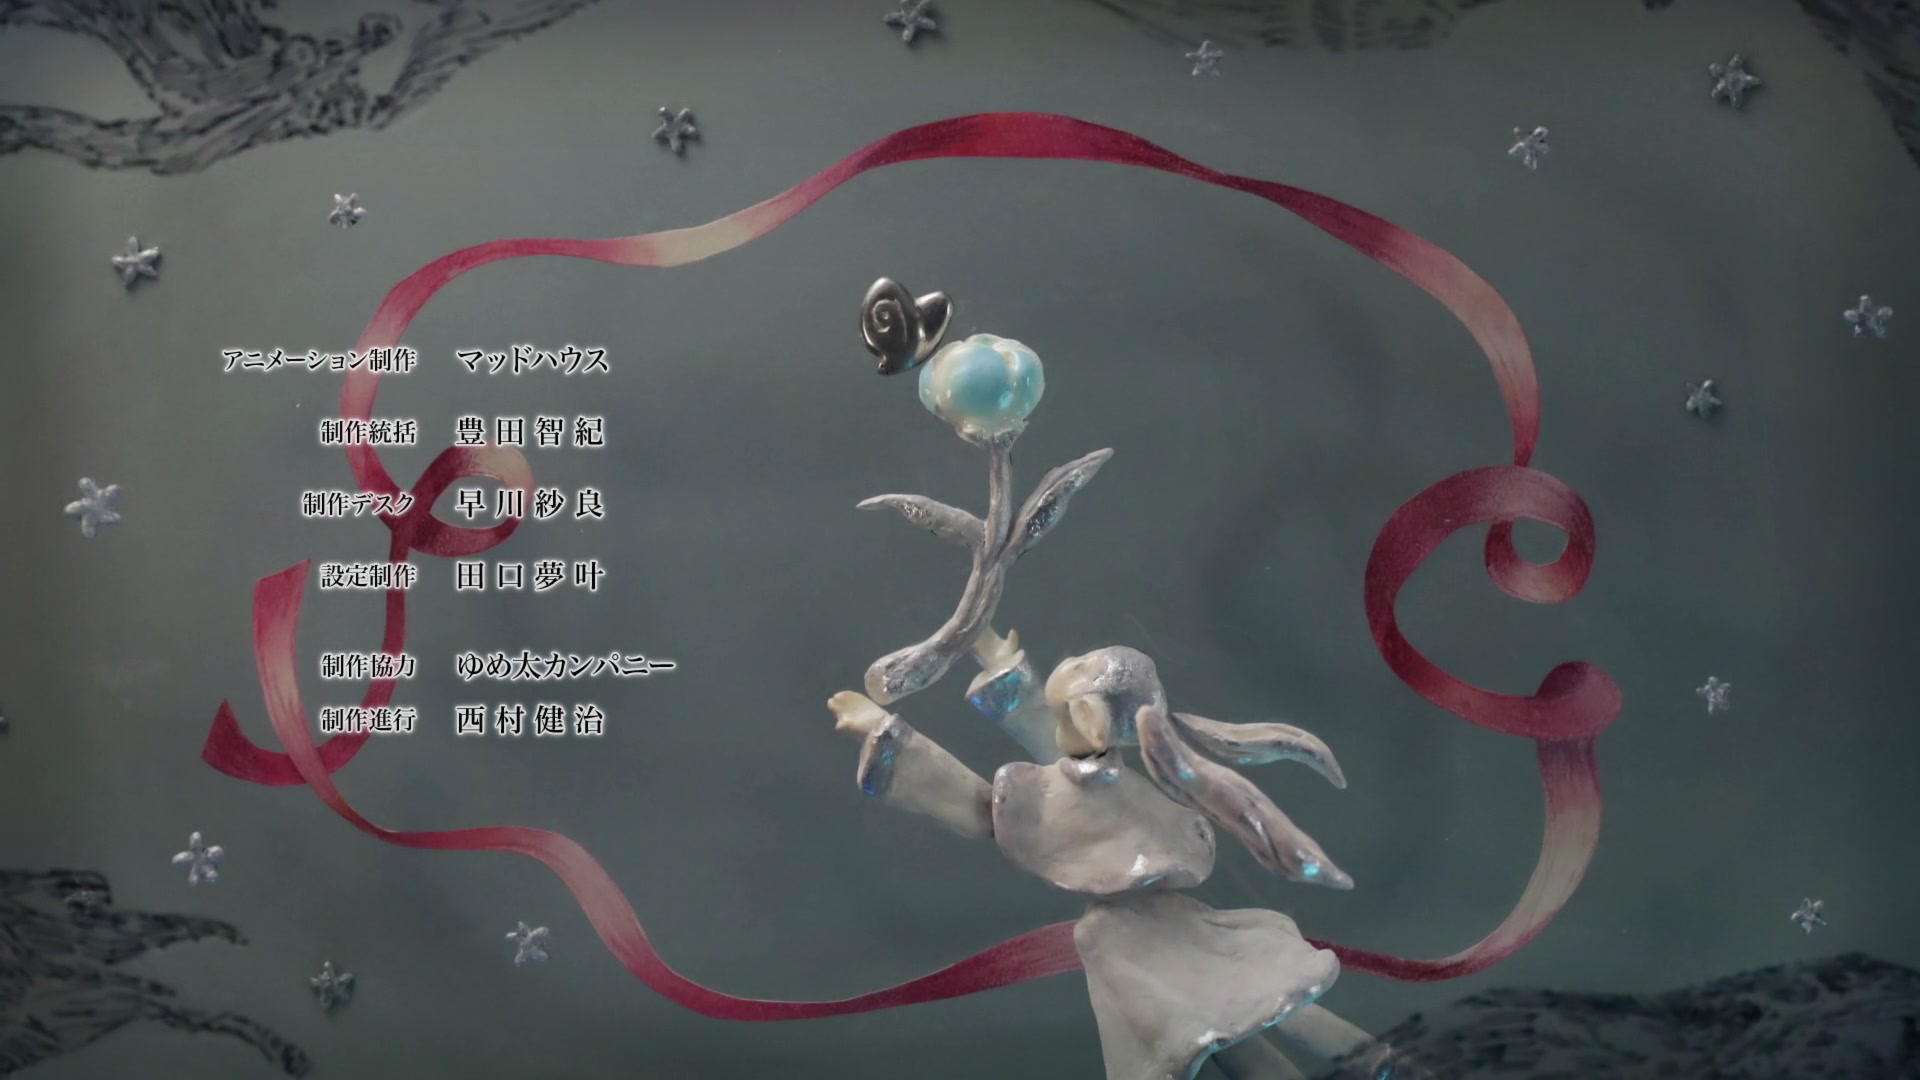 アニメーション制作 マッドハウス
制作統括 豊田智紀
制作デスク 早川紗良
設定制作 田口夢叶
制作協力 ゆめ太カンパニー
制作進行 西村健治